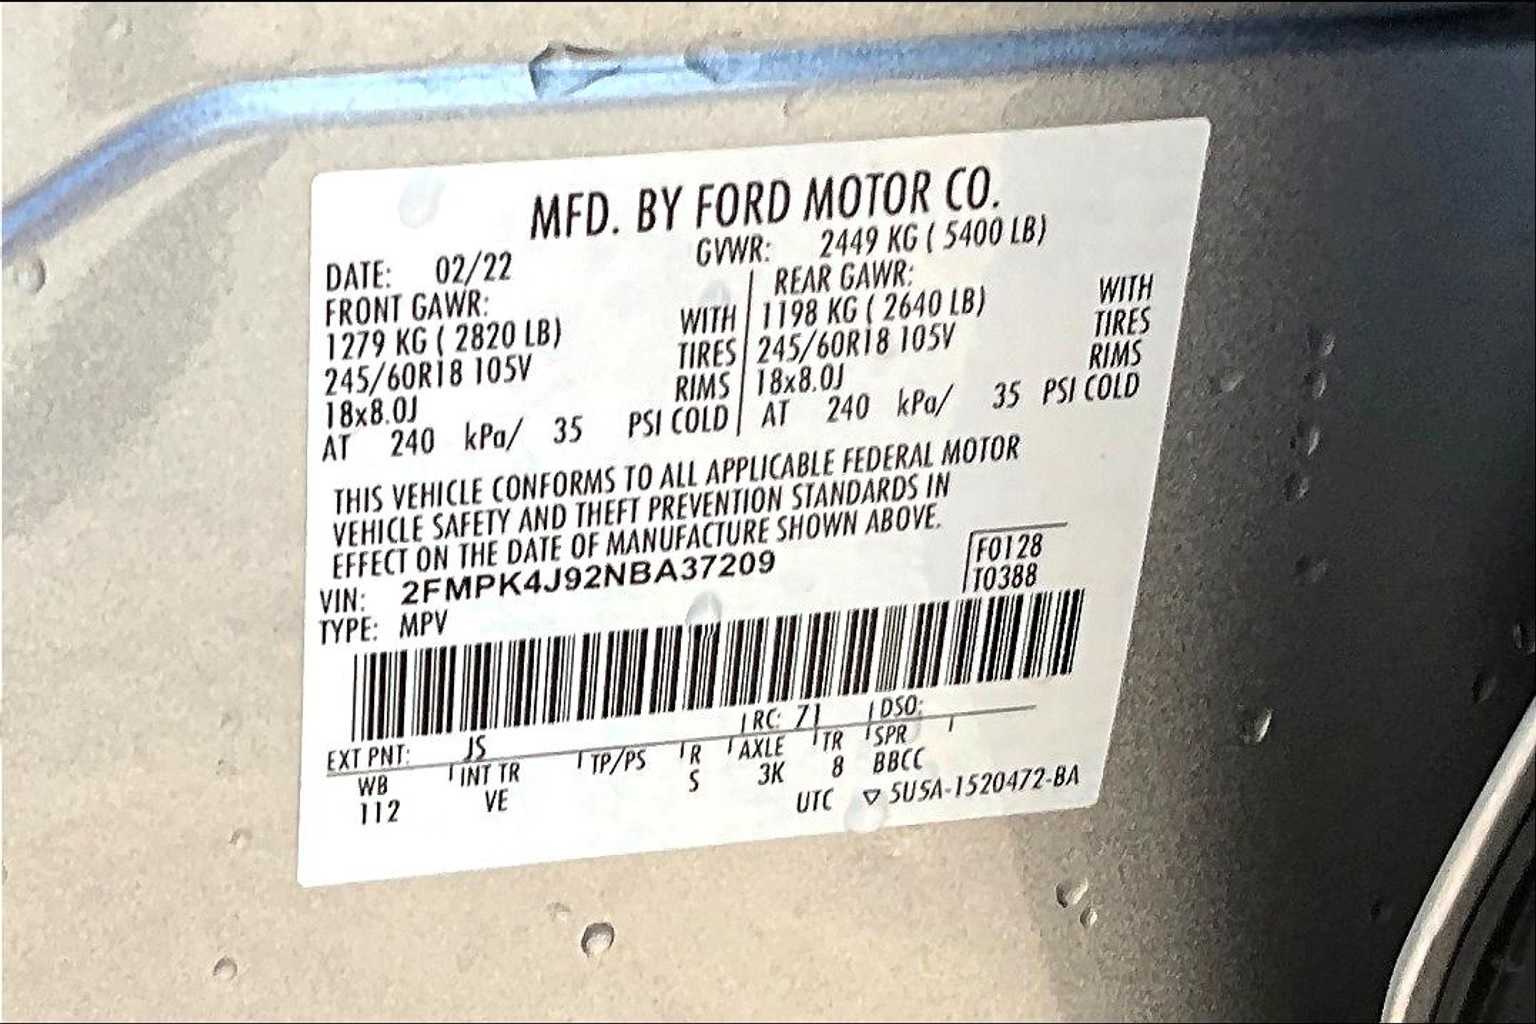 MFD. BY FORD MOTOR CO.
DATE: 02/22 GVWR: 2449 KG ( 5400 LB)
FRONT GAWR: REAR GAWR:
1279 KG ( 2820 LB) WITH 1198 KG ( 2640 LB) WITH
245/60R18 105V TIRES 245/60R18 105V TIRES
18x8.0J RIMS 18x8.0J RIMS
AT 240 kPa/ 35 PSI COLD AT 240 kPa/ 35 PSI COLD
THIS VEHICLE CONFORMS TO ALL APPLICABLE FEDERAL MOTOR
VEHICLE SAFETY AND THEFT PREVENTION STANDARDS IN
EFFECT ON THE DATE OF MANUFACTURE SHOWN ABOVE.
VIN: 2FMPK4J92NBA37209 F0128
TYPE: MPV T0388
EXT PNT: JS RC: 71 DSO:
WB INT TR TP/PS R AXLE TR SPR
112 VE S 3K 8 BBCC
UTC ▽ 5USA-1520472-BA